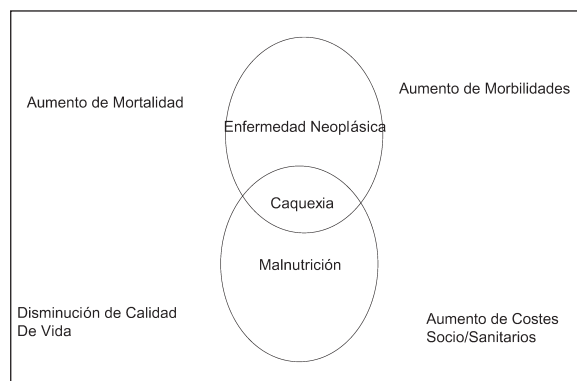 Aumento de Mortalidad
Aumento de Morbilidades
Enfermedad Neoplásica
Caquexia
Malnutrición
Disminución de Calidad
De Vida
Aumento de Costes
Socio/Sanitarios